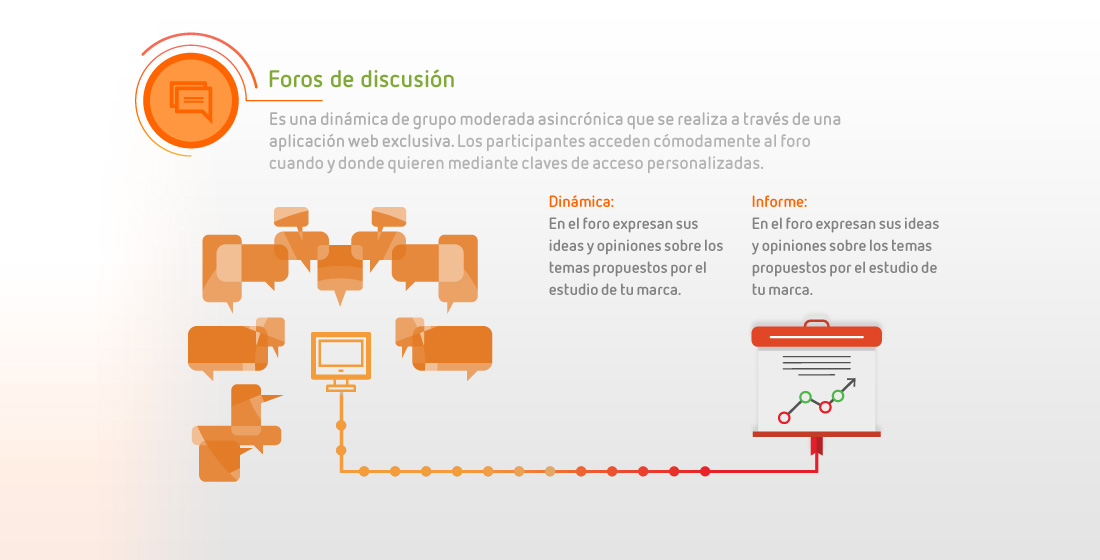 Foros de discusión
Es una dinámica de grupo moderada asincrónica que se realiza a través de una
aplicación web exclusiva. Los participantes acceden cómodamente al foro
cuando y donde quieren mediante claves de acceso personalizadas.
Dinámica:
En el foro expresan sus
ideas y opiniones sobre los
temas propuestos por el
estudio de tu marca.
Informe:
En el foro expresan sus ideas
y opiniones sobre los temas
propuestos por el estudio de
tu marca.